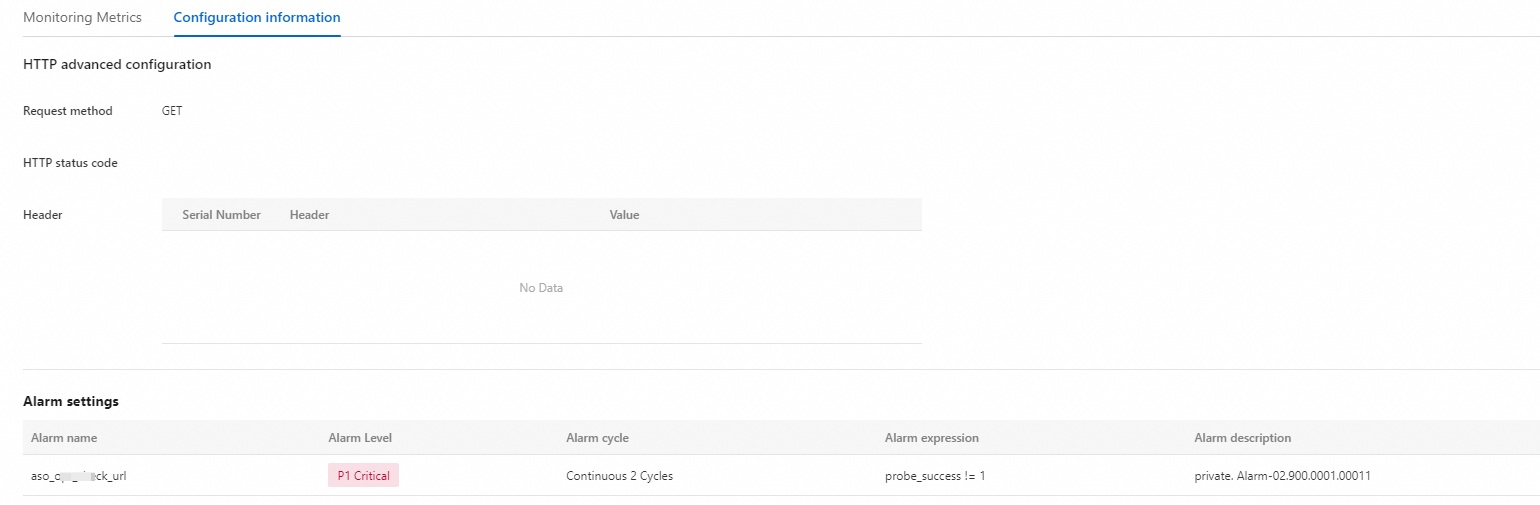 Monitoring Metrics Configuration information
HTTP advanced configuration
Request method GET
HTTP status code
Header Serial Number Header Value
No Data
Alarm settings
Alarm name Alarm Level Alarm cycle Alarm expression Alarm description
P1 Critical Continuous 2 Cycles probe_success != 1 private. Alarm-02.900.0001.00011